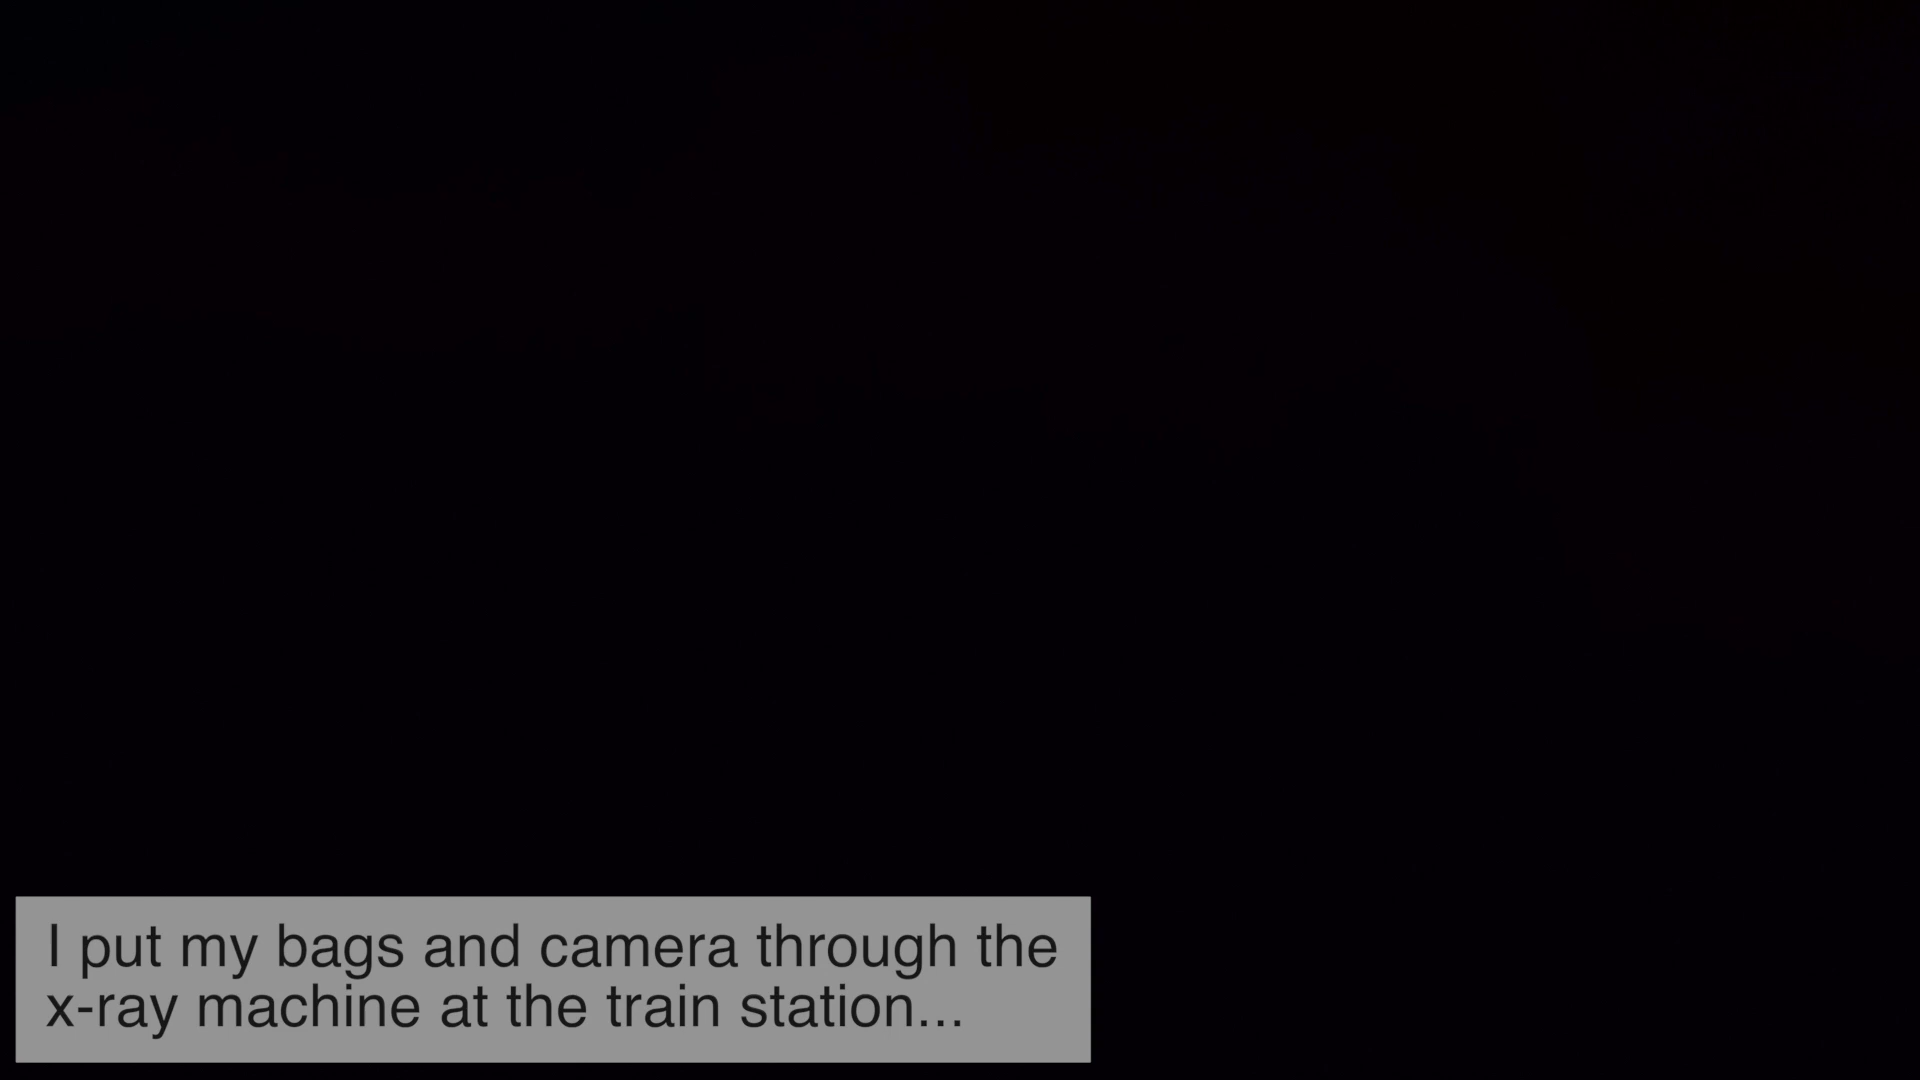 I put my bags and camera through the
x-ray machine at the train station...